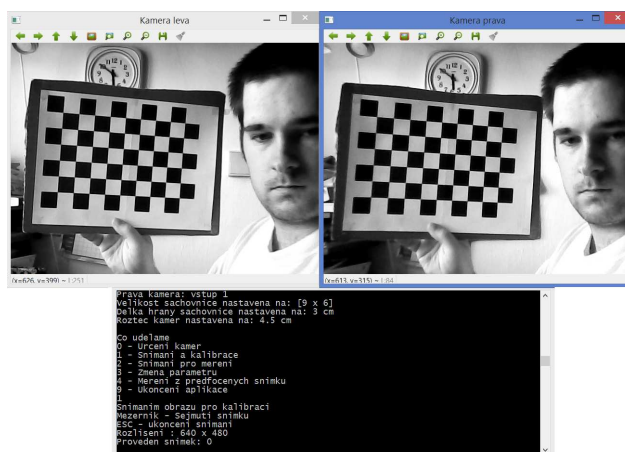 Kamera leva
Kamera prava
(x=626, y=399) ~ L:251
(x=613, y=315) ~ L:84
Prava kamera: vstup 1
Velikost sachovnice nastavena na: [9 x 6]
Delka hrany sachovnice nastavena na: 3 cm
Roztec kamer nastavena na: 4.5 cm
Co udelame
0 - Urceni kamer
1 - Snimani a kalibrace
2 - Snimani pro mereni
3 - Zmena parametru
4 - Mereni z predfocenych snimku
9 - Ukonceni aplikace
1
Snimanim obrazu pro kalibraci
Mezernik - Sejmuti snimku
ESC - ukonceni snimani
Rozliseni : 640 x 480
Proveden snimek: 0